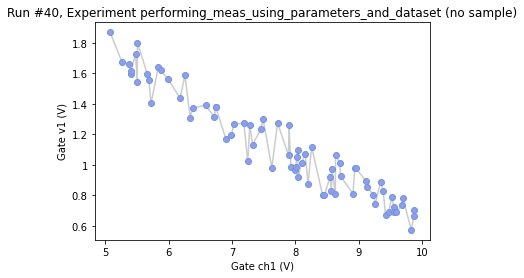 Run #40, Experiment performing_meas_using_parameters_and_dataset (no sample)
1.8
1.6
1.4
1.2
1
0.8
0.6
Gate v1 (V)
5 6 7 8 9 10
Gate ch1 (V)